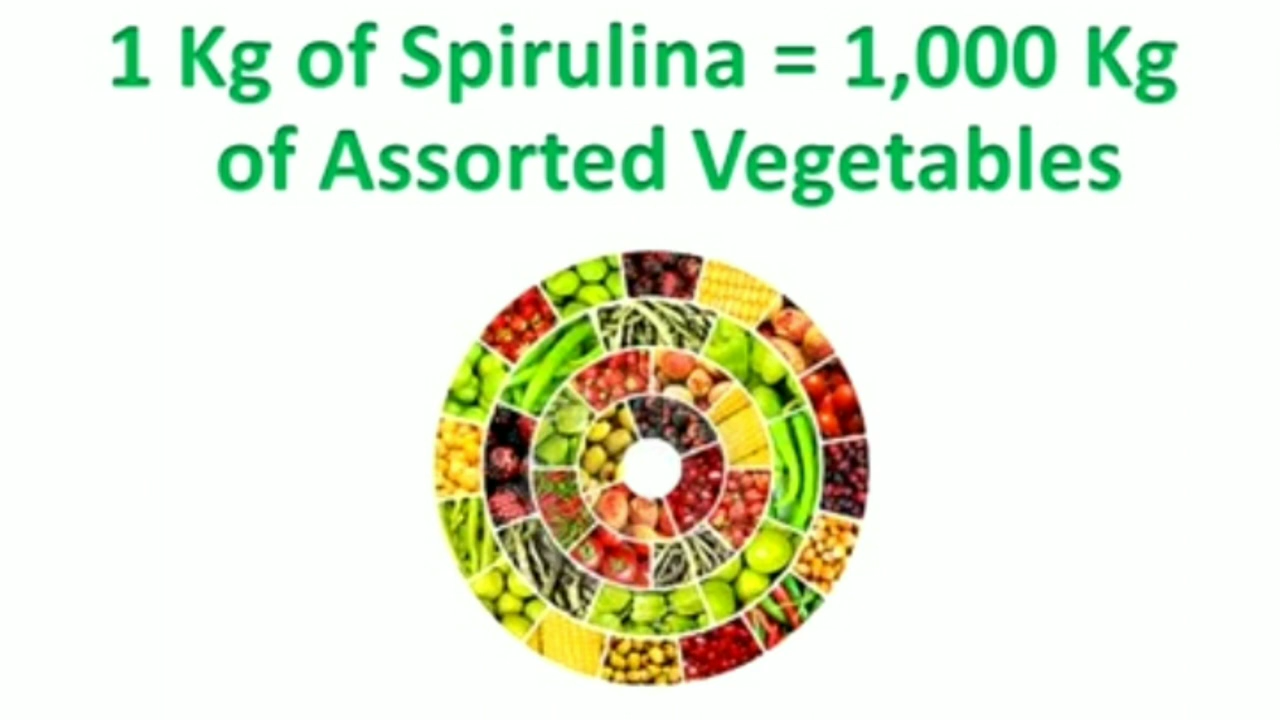 1 Kg of Spirulina = 1,000 Kg
of Assorted Vegetables